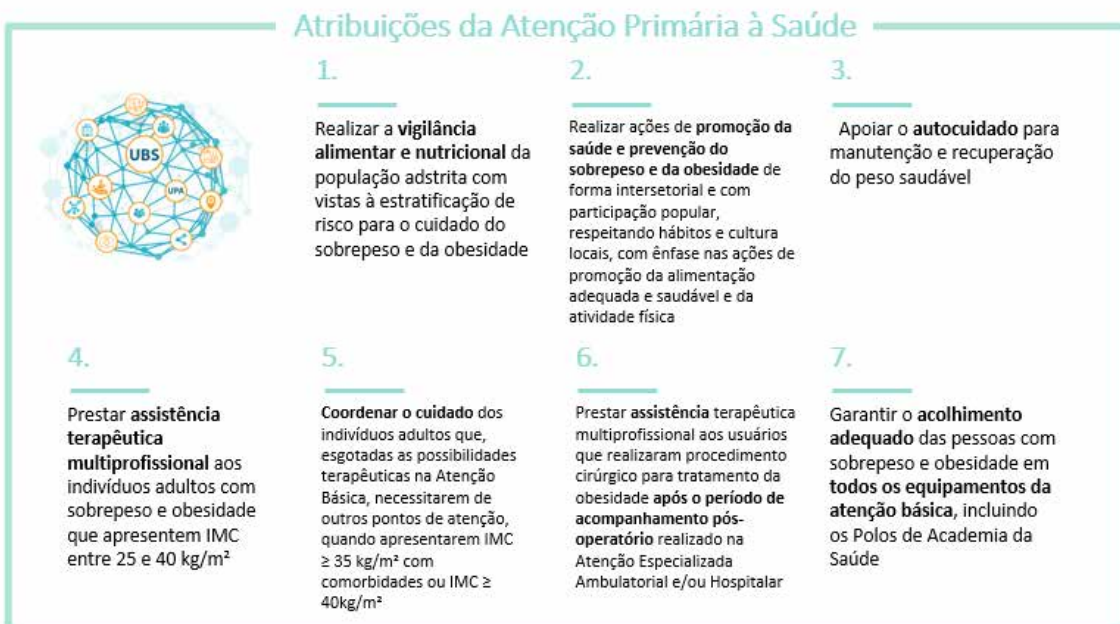 Atribuições da Atenção Primária à Saúde
UBS
UPA
1.
Realizar a vigilância
alimentar e nutricional da
população adstrita com
vistas à estratificação de
risco para o cuidado do
sobrepeso e da obesidade
2.
Realizar ações de promoção da
saúde e prevenção do
sobrepeso e da obesidade de
forma intersetorial e com
participação popular,
respeitando hábitos e cultura
locais, com ênfase nas ações de
promoção da alimentação
adequada e saudável e da
atividade física
3.
Apoiar o autocuidado para
manutenção e recuperação
do peso saudável
4.
Prestar assistência
terapêutica
multiprofissional aos
indivíduos adultos com
sobrepeso e obesidade
que apresentem IMC
entre 25 e 40 kg/m²
5.
Coordenar o cuidado dos
indivíduos adultos que,
esgotadas as possibilidades
terapêuticas na Atenção
Básica, necessitarem de
outros pontos de atenção,
quando apresentarem IMC
≥ 35 kg/m² com
comorbidades ou IMC ≥
40kg/m²
6.
Prestar assistência terapêutica
multiprofissional aos usuários
que realizaram procedimento
cirúrgico para tratamento da
obesidade após o período de
acompanhamento pós-
operatório realizado na
Atenção Especializada
Ambulatorial e/ou Hospitalar
7.
Garantir o acolhimento
adequado das pessoas com
sobrepeso e obesidade em
todos os equipamentos da
atenção básica, incluindo
os Polos de Academia da
Saúde